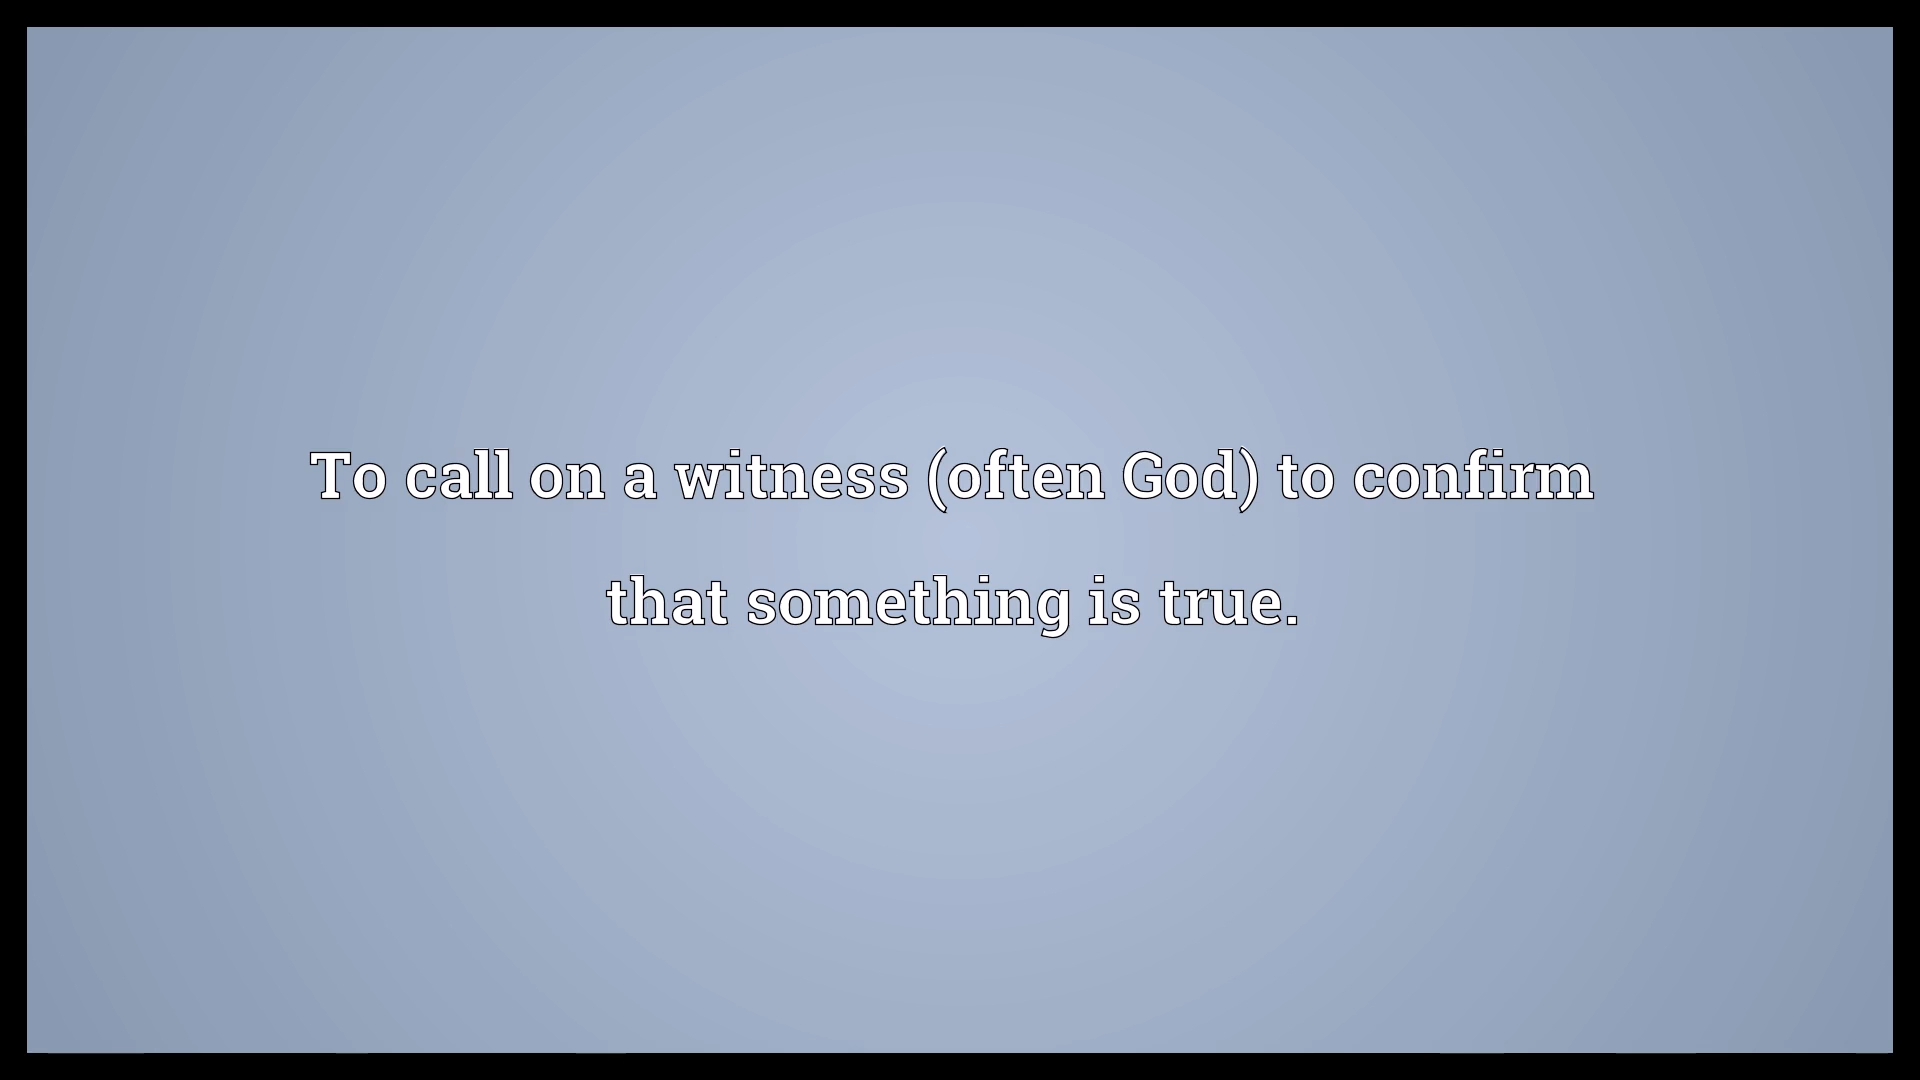 To call on a witness (often God) to confirm
that something is true.